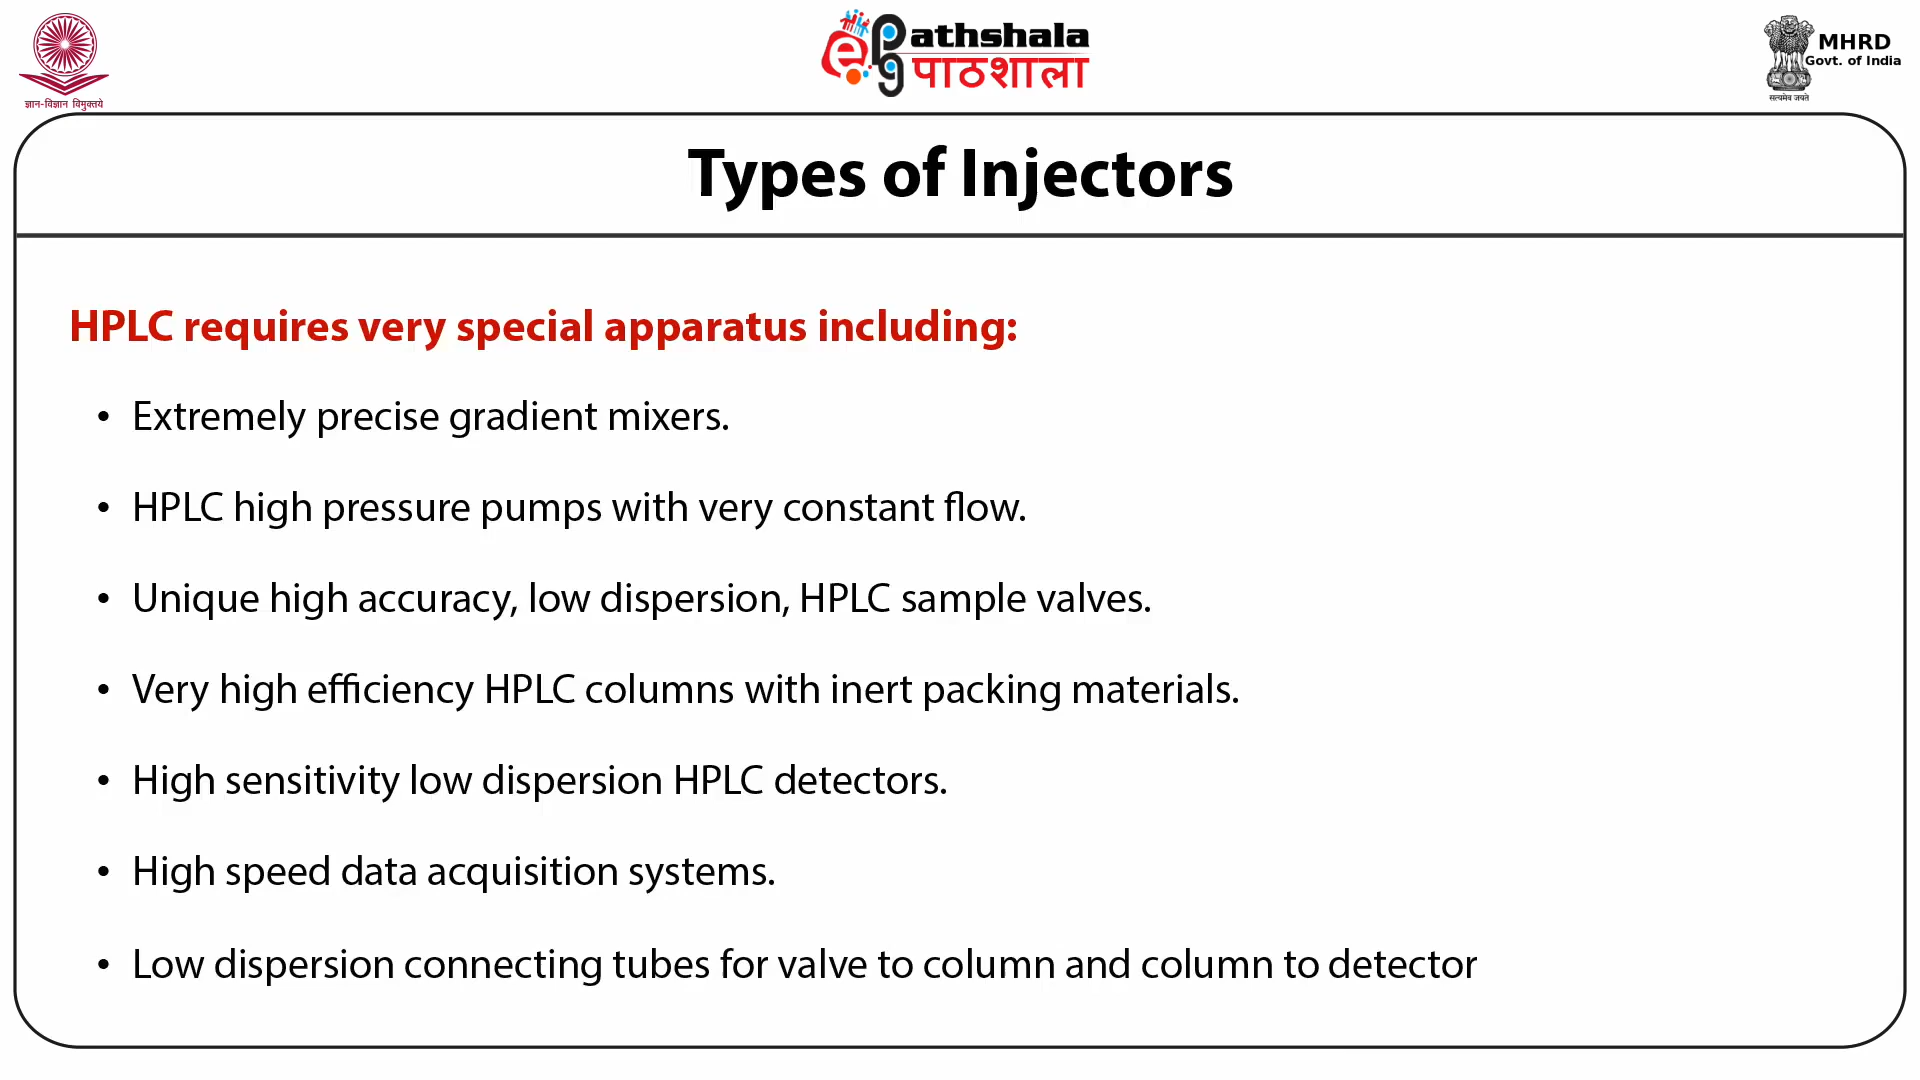 ज्ञान-विज्ञान विमुक्तये
ePathshala
पाठशाला
MHRD
Govt. of India
सत्यमेव जयते
Types of Injectors
HPLC requires very special apparatus including:
• Extremely precise gradient mixers.
• HPLC high pressure pumps with very constant flow.
• Unique high accuracy, low dispersion, HPLC sample valves.
• Very high efficiency HPLC columns with inert packing materials.
• High sensitivity low dispersion HPLC detectors.
• High speed data acquisition systems.
• Low dispersion connecting tubes for valve to column and column to detector